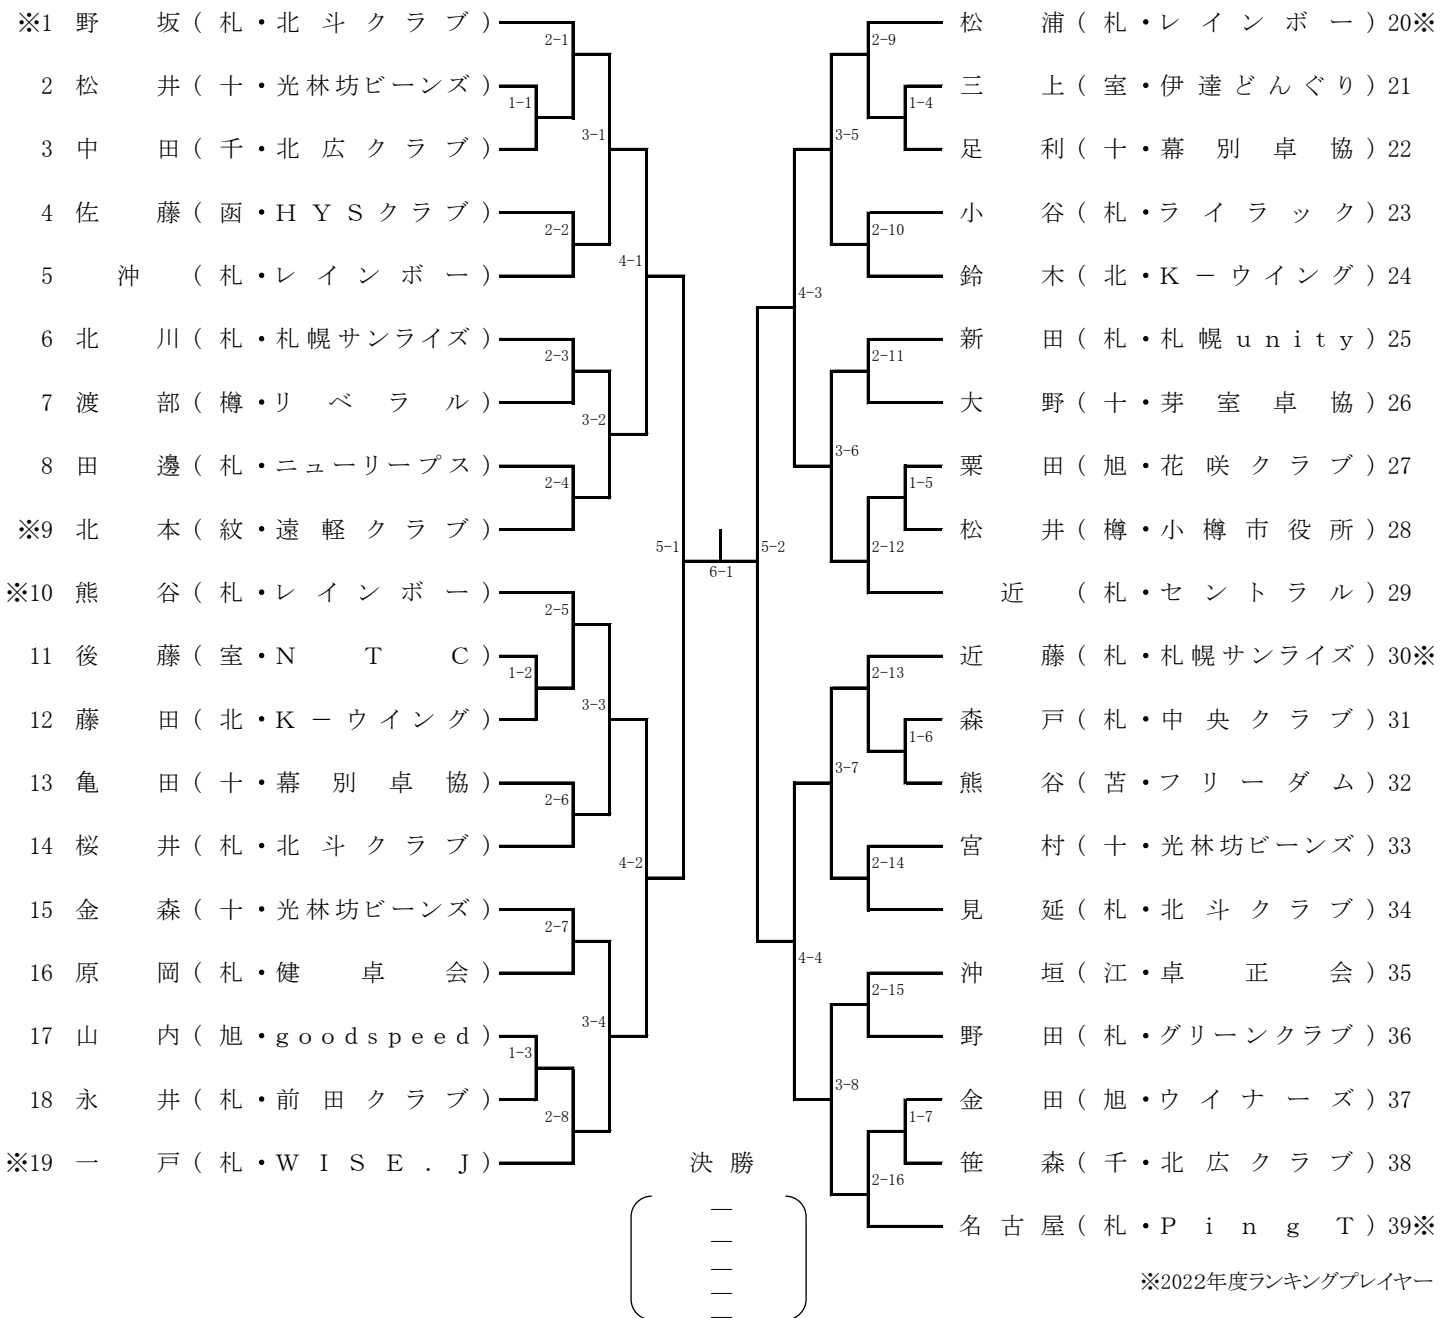 ※1 野坂(札・北斗クラブ)
2 松井(十・光林坊ビーンズ)
3 中田(千・北広クラブ)
4 佐藤(函・HYSクラブ)
5 沖(札・レインボー)
6 北川(札・札幌サンライズ)
7 渡部(樽・リベラル)
8 田邊(札・ニューリープス)
※9 北本(紋・遠軽クラブ)
※10 熊谷(札・レインボー)
11 後藤(室・NTC)
12 藤田(北・K-ウイング)
13 亀田(十・幕別卓協)
14 桜井(札・北斗クラブ)
15 金森(十・光林坊ビーンズ)
16 原岡(札・健卓会)
17 山内(旭・goodspeed)
18 永井(札・前田クラブ)
※19 一戸(札・WISE.J)
2-1
1-1
3-1
2-2
4-1
2-3
3-2
2-4
5-1
2-5
1-2
3-3
2-6
4-2
2-7
3-4
1-3
2-8
6-1
決勝
—
—
—
—
—
5-2
2-9
1-4
3-5
2-10
4-3
2-11
3-6
1-5
2-12
2-13
1-6
3-7
2-14
4-4
2-15
3-8
1-7
2-16
松浦(札・レインボー)20※
三上(室・伊達どんぐり)21
足利(十・幕別卓協)22
小谷(札・ライラック)23
鈴木(北・K-ウイング)24
新田(札・札幌unity)25
大野(十・芽室卓協)26
栗田(旭・花咲クラブ)27
松井(樽・小樽市役所)28
近(札・セントラル)29
近藤(札・札幌サンライズ)30※
森戸(札・中央クラブ)31
熊谷(苫・フリーダム)32
宮村(十・光林坊ビーンズ)33
見延(札・北斗クラブ)34
沖垣(江・卓正会)35
野田(札・グリーンクラブ)36
金田(旭・ウイナーズ)37
笹森(千・北広クラブ)38
名古屋(札・PingT)39※
※2022年度ランキングプレイヤー